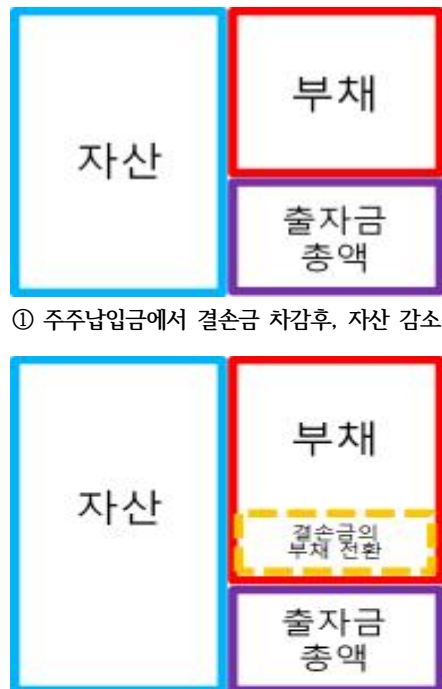 자산
부채
출자금
총액
① 주주납입금에서 결손금 차감후, 자산 감소
자산
부채
결손금의
부채 전환
출자금
총액